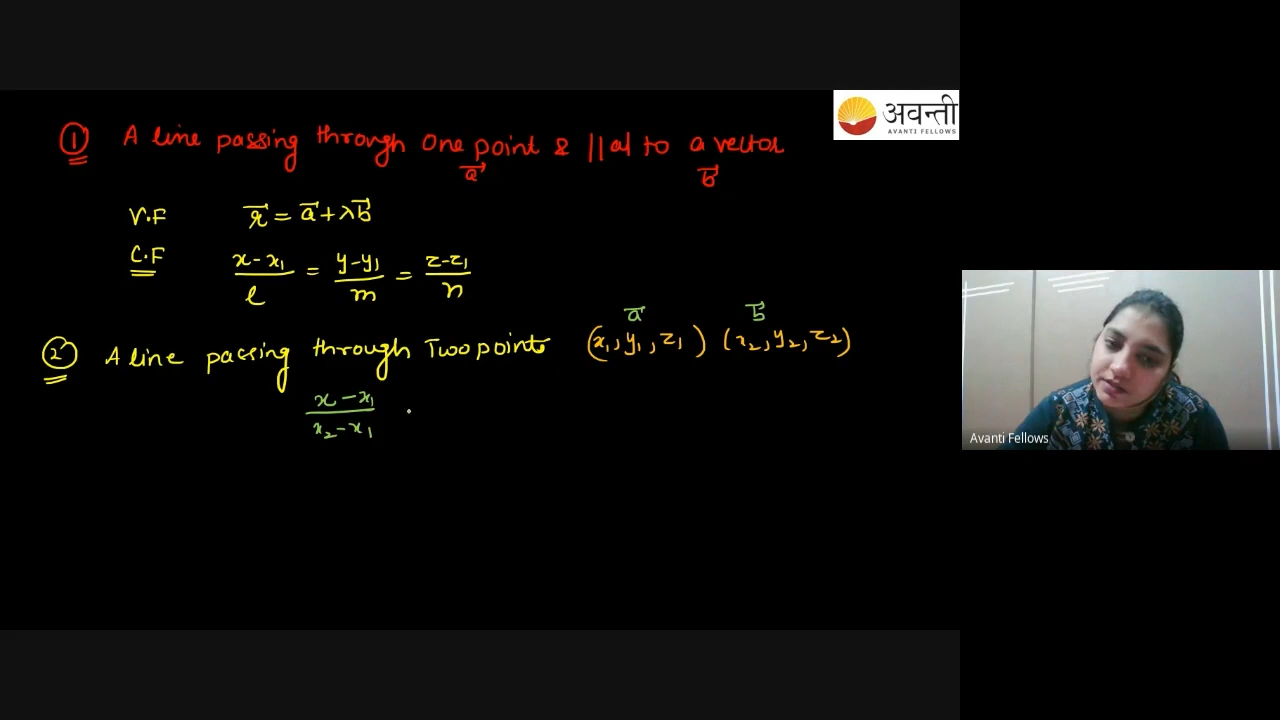 अवन्ती
AVANTI FELLOWS
① A line passing through one point & ||al to a vector
a⃗ b⃗
V.F r⃗ = a⃗ + λb⃗
C.F (x-x₁)/l = (y-y₁)/m = (z-z₁)/n
a⃗ b⃗
② A line passing through Two points (x₁, y₁, z₁) (x₂, y₂, z₂)
(x-x₁)/(x₂-x₁)
Avanti Fellows